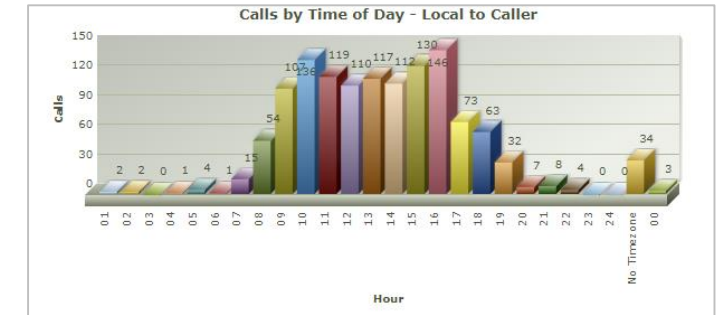 Calls by Time of Day - Local to Caller
150
120
90
60
30
0
Calls
2 2 0 1 4 1 15 54 107 136 119 110 117 112 130 146 73 63 32 7 8 4 0 0 34 3
01 02 03 04 05 06 07 08 09 10 11 12 13 14 15 16 17 18 19 20 21 22 23 24 No Timezone 00
Hour